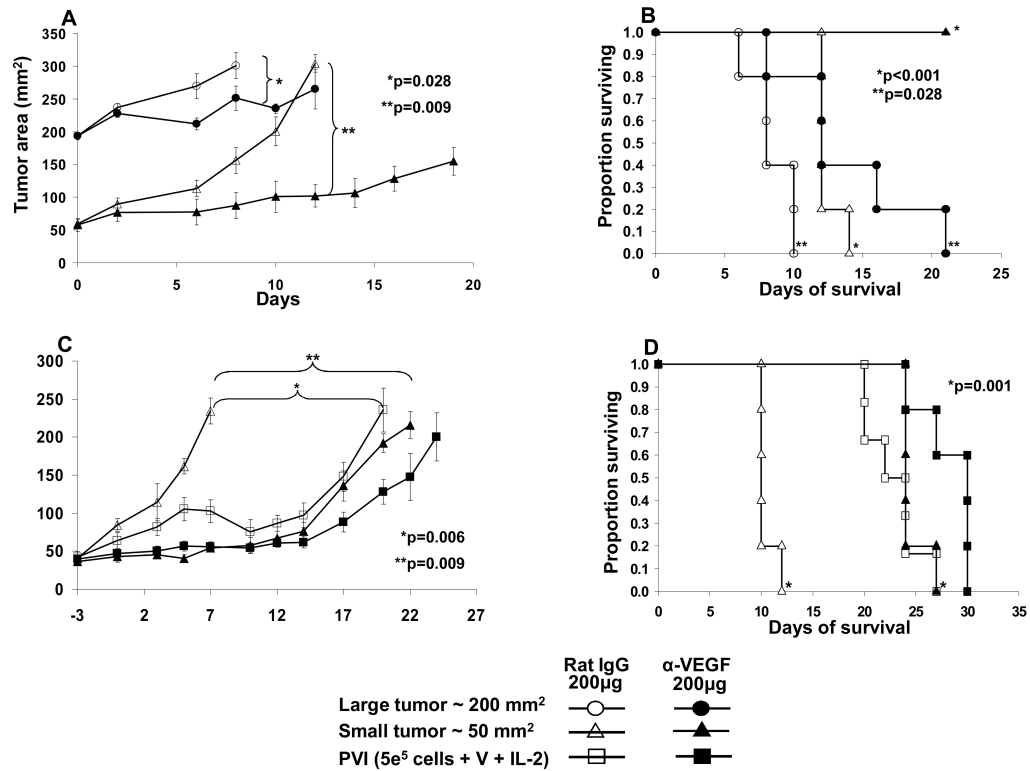 A
Tumor area (mm²)
350
300
250
200
150
100
50
0
0 5 10 15 20
Days
*
**
*p=0.028
**p=0.009
B
Proportion surviving
1.0
0.9
0.8
0.7
0.6
0.5
0.4
0.3
0.2
0.1
0.0
0 5 10 15 20 25
Days of survival
*
*p<0.001
**p=0.028
** * **
C
300
250
200
150
100
50
0
-3 2 7 12 17 22 27
**
*
*p=0.006
**p=0.009
D
Proportion surviving
1.0
0.9
0.8
0.7
0.6
0.5
0.4
0.3
0.2
0.1
0.0
0 5 10 15 20 25 30 35
Days of survival
*p=0.001
* *
Rat IgG α-VEGF
200µg 200µg
Large tumor ~ 200 mm²
Small tumor ~ 50 mm²
PVI (5e⁵ cells + V + IL-2)